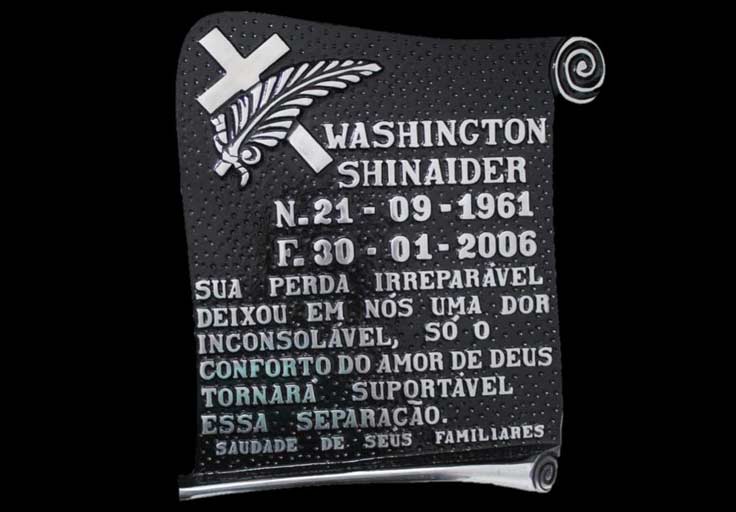 WASHINGTON
SHINAIDER
N. 21 - 09 - 1961
F. 30 - 01 - 2006
SUA PERDA IRREPARÁVEL
DEIXOU EM NÓS UMA DOR
INCONSOLÁVEL, SÓ O
CONFORTO DO AMOR DE DEUS
TORNARÁ SUPORTÁVEL
ESSA SEPARAÇÃO.
SAUDADE DE SEUS FAMILIARES